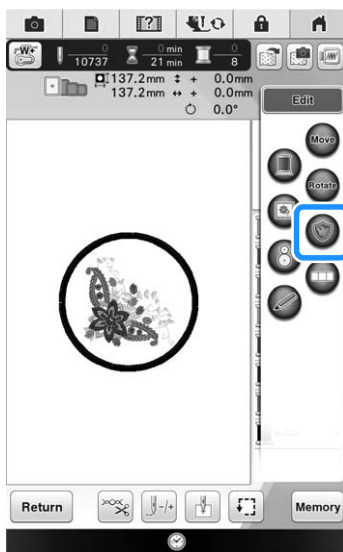 W+
0
10737
0 min
21 min
0
8
137.2mm ↕ + 0.0mm
137.2mm ↔ + 0.0mm
0.0°
Edit
Move
Rotate
Return
-/+
Memory